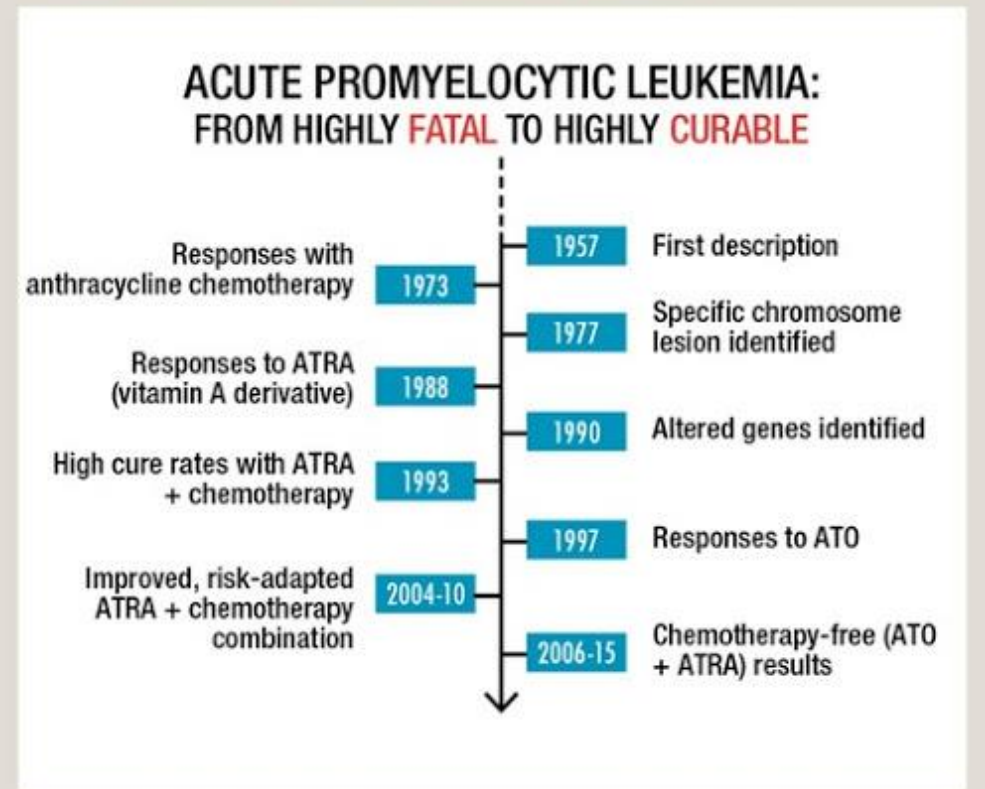 ACUTE PROMYELOCYTIC LEUKEMIA:
FROM HIGHLY FATAL TO HIGHLY CURABLE
1957
First description
Responses with
anthracycline chemotherapy
1973
1977
Specific chromosome
lesion identified
Responses to ATRA
(vitamin A derivative)
1988
1990
Altered genes identified
High cure rates with ATRA
+ chemotherapy
1993
1997
Responses to ATO
Improved, risk-adapted
ATRA + chemotherapy
combination
2004-10
2006-15
Chemotherapy-free (ATO
+ ATRA) results